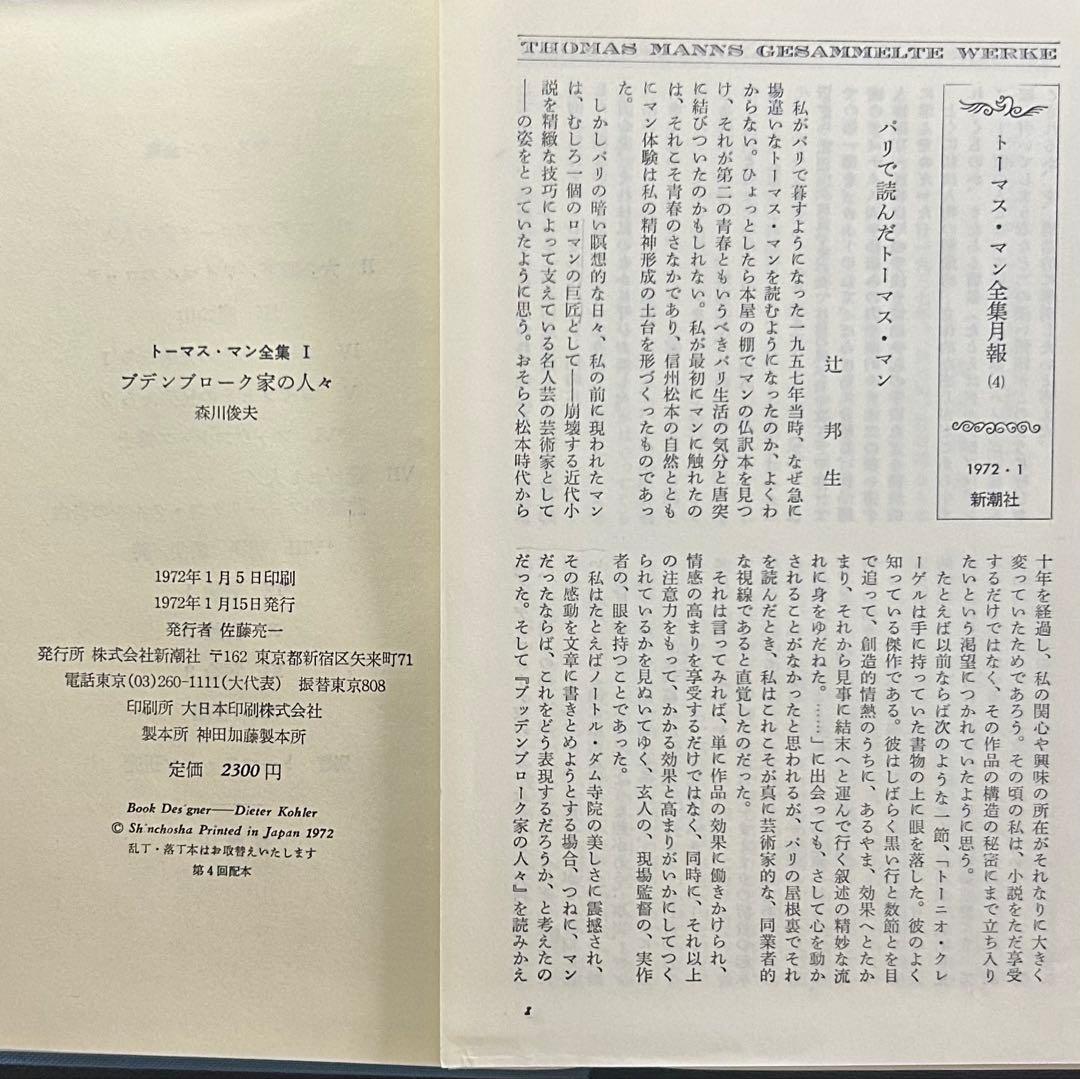 トーマス・マン全集 I
ブデンブローク家の人々
森川俊夫
1972年1月5日印刷
1972年1月15日発行
発行者 佐藤亮一
発行所 株式会社新潮社 〒162 東京都新宿区矢来町71
電話東京(03)260-1111(大代表) 振替東京808
印刷所 大日本印刷株式会社
製本所 神田加藤製本所
定価 2300円
Book Designer——Dieter Kohler
© Shinchosha Printed in Japan 1972
乱丁・落丁本はお取替えいたします
第4回配本
THOMAS MANNS GESAMMELTE WERKE
トーマス・マン全集月報(4)
1972・1
新潮社
パリで読んだトーマス・マン
辻邦生
私がパリで暮すようになった一九五七年当時、なぜ急に
場違いなトーマス・マンを読むようになったのか、よくわ
からない。ひょっとしたら本屋の棚でマンの仏訳本を見つ
け、それが第二の青春ともいうべきパリ生活の気分と唐突
に結びついたのかもしれない。私が最初にマンに触れたの
は、それこそ青春のさなかであり、信州松本の自然ととも
にマン体験は私の精神形成の土台を形づくったものであっ
た。
しかしパリの暗い瞑想的な日々、私の前に現われたマン
は、むしろ一個のロマンの巨匠として——崩壊する近代小
説を精緻な技巧によって支えている名人芸の芸術家として
——の姿をとっていたように思う。おそらく松本時代から
十年を経過し、私の関心や興味の所在がそれなりに大きく
変っていたためであろう。その頃の私は、小説をただ享受
するだけではなく、その作品の構造の秘密にまで立ち入り
たいという渇望につかれていたように思う。
たとえば以前ならば次のような一節、「トーニオ・クレ
ーゲルは手に持っていた書物の上に眼を落した。彼のよく
知っている傑作である。彼はしばらく黒い行と数節とを目
で追って、創造的情熱のうちに、あるやま、効果へとたか
まり、それから見事に結末へと運んで行く叙述の精妙な流
れに身をゆだねた。……」に出会っても、さして心を動か
されることがなかったと思われるが、パリの屋根裏でそれ
を読んだとき、私はこれこそが真に芸術家的な、同業者的
な視線であると直覚したのだった。
それは言ってみれば、単に作品の効果に働きかけられ、
情感の高まりを享受するだけではなく、同時に、それ以上
の注意力をもって、かかる効果と高まりがいかにしてつく
られているかを見ぬいてゆく、玄人の、現場監督の、実作
者の、眼を持つことであった。
私はたとえばノートル・ダム寺院の美しさに震撼され、
その感動を文章に書きとめようとする場合、つねに、マン
だったならば、これをどう表現するだろうか、と考えたの
だった。そして『ブッデンブローク家の人々』を読みかえ
1